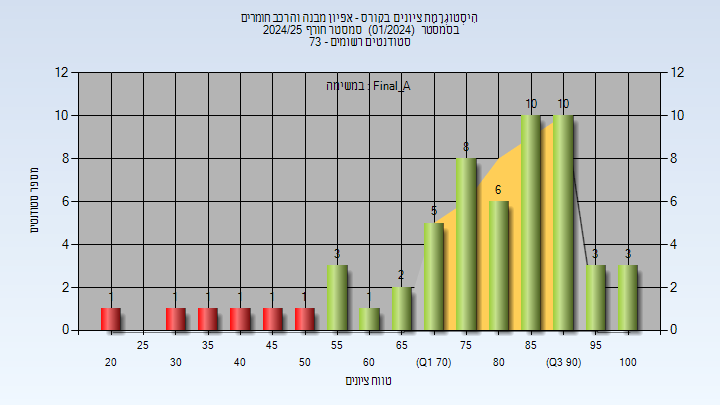 היסטוגרמת ציונים בקורס - אפיון מבנה והרכב חומרים
בסמסטר (01/2024) סמסטר חורף 2024/25
סטודנטים רשומים - 73
במשימה : Final_A
12 12
10 10
8 8
6 6
4 4
2 2
0 0
1 1 1 1 1 1 3 1 2 5 8 6 10 10 3 3
מספר סטודנטים
25 35 45 55 65 75 85 95
20 30 40 50 60 (Q1 70) 80 (Q3 90) 100
טווח ציונים